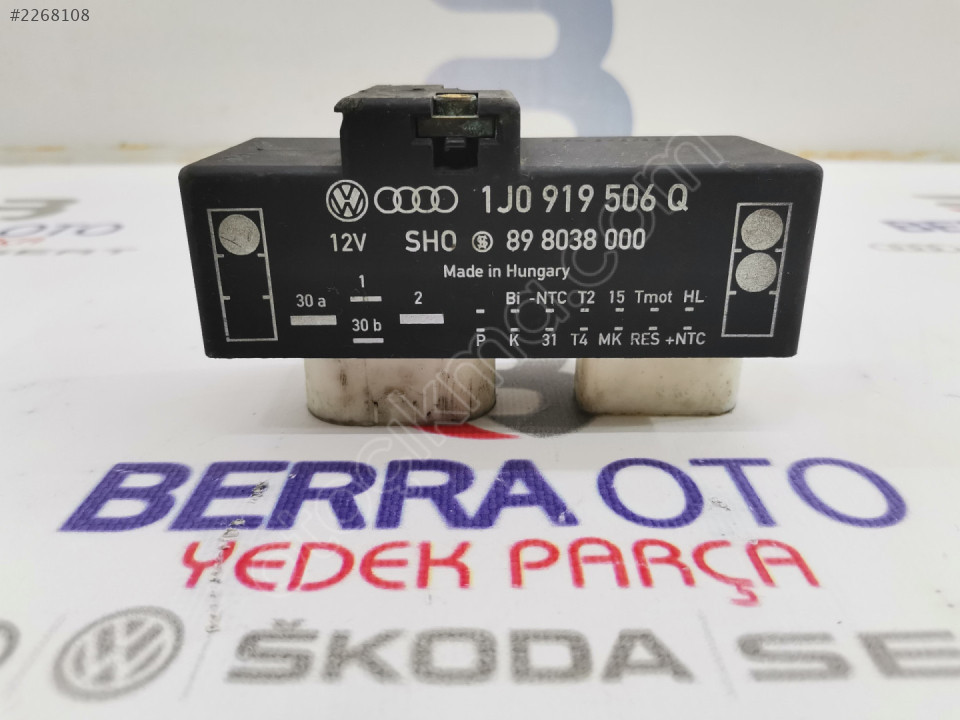 #2268108
1J0 919 506 Q
12V SHO 89 8038 000
Made in Hungary
1 2 Bi -NTC T2 15 Tmot HL
30 a
30 b P K 31 T4 MK RES +NTC
BERRA OTO
YEDEK PARÇA
ŠKODA SE